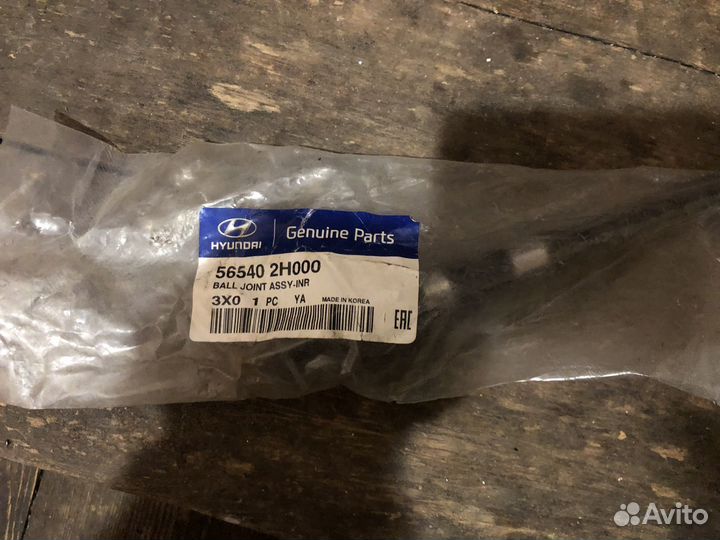 HYUNDAI
Genuine Parts
56540 2H000
BALL JOINT ASSY-INR
3X0 1 PC YA MADE IN KOREA
EAC
Avito